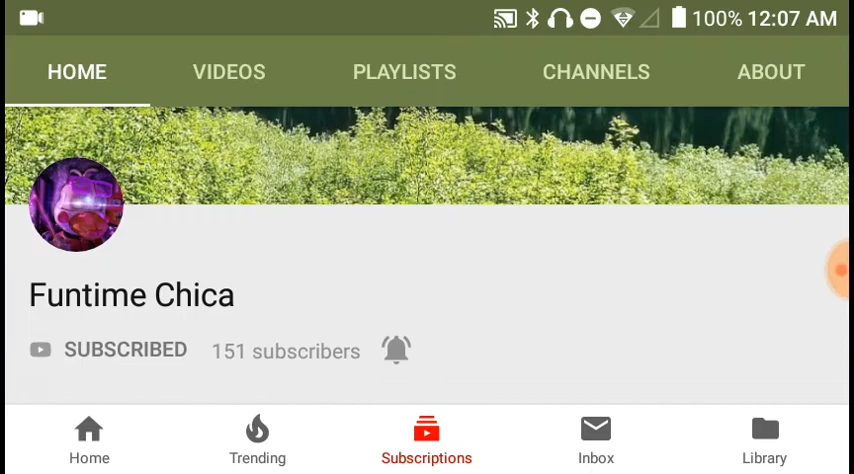 100% 12:07 AM
HOME VIDEOS PLAYLISTS CHANNELS ABOUT
Funtime Chica
SUBSCRIBED 151 subscribers
Home Trending Subscriptions Inbox Library